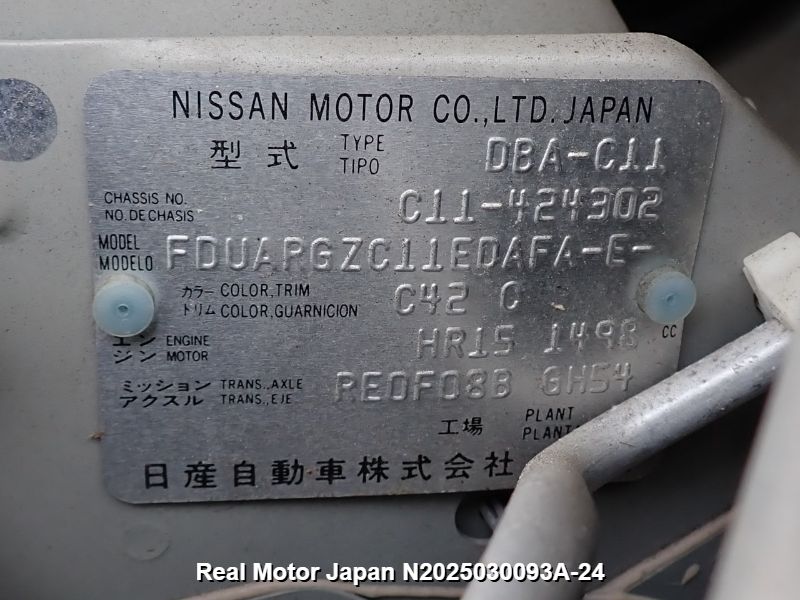 NISSAN MOTOR CO.,LTD. JAPAN
型式 TYPE TIPO DBA-C11
CHASSIS NO. NO. DE CHASIS C11-424302
MODEL MODELO FDUARGZC11EDAFA-E-
カラー トリム COLOR,TRIM COLOR,GUARNICION C42 C
エンジン ENGINE MOTOR HR15 1498 CC
ミッション アクスル TRANS.,AXLE TRANS.,EJE RE0F08B GH54
工場 PLANT PLANTA
日産自動車株式会社
Real Motor Japan N2025030093A-24